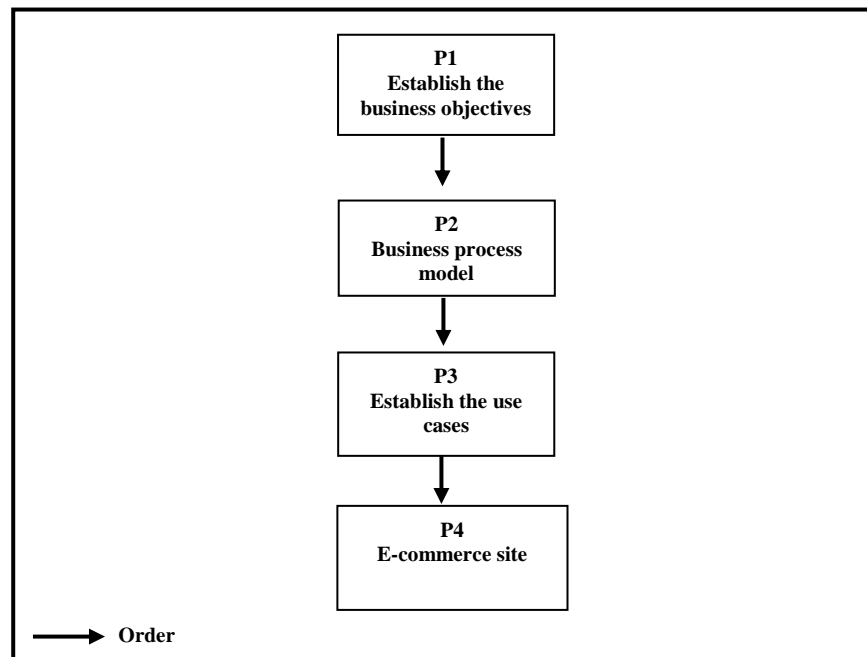 P1
Establish the
business objectives
P2
Business process
model
P3
Establish the use
cases
P4
E-commerce site
Order